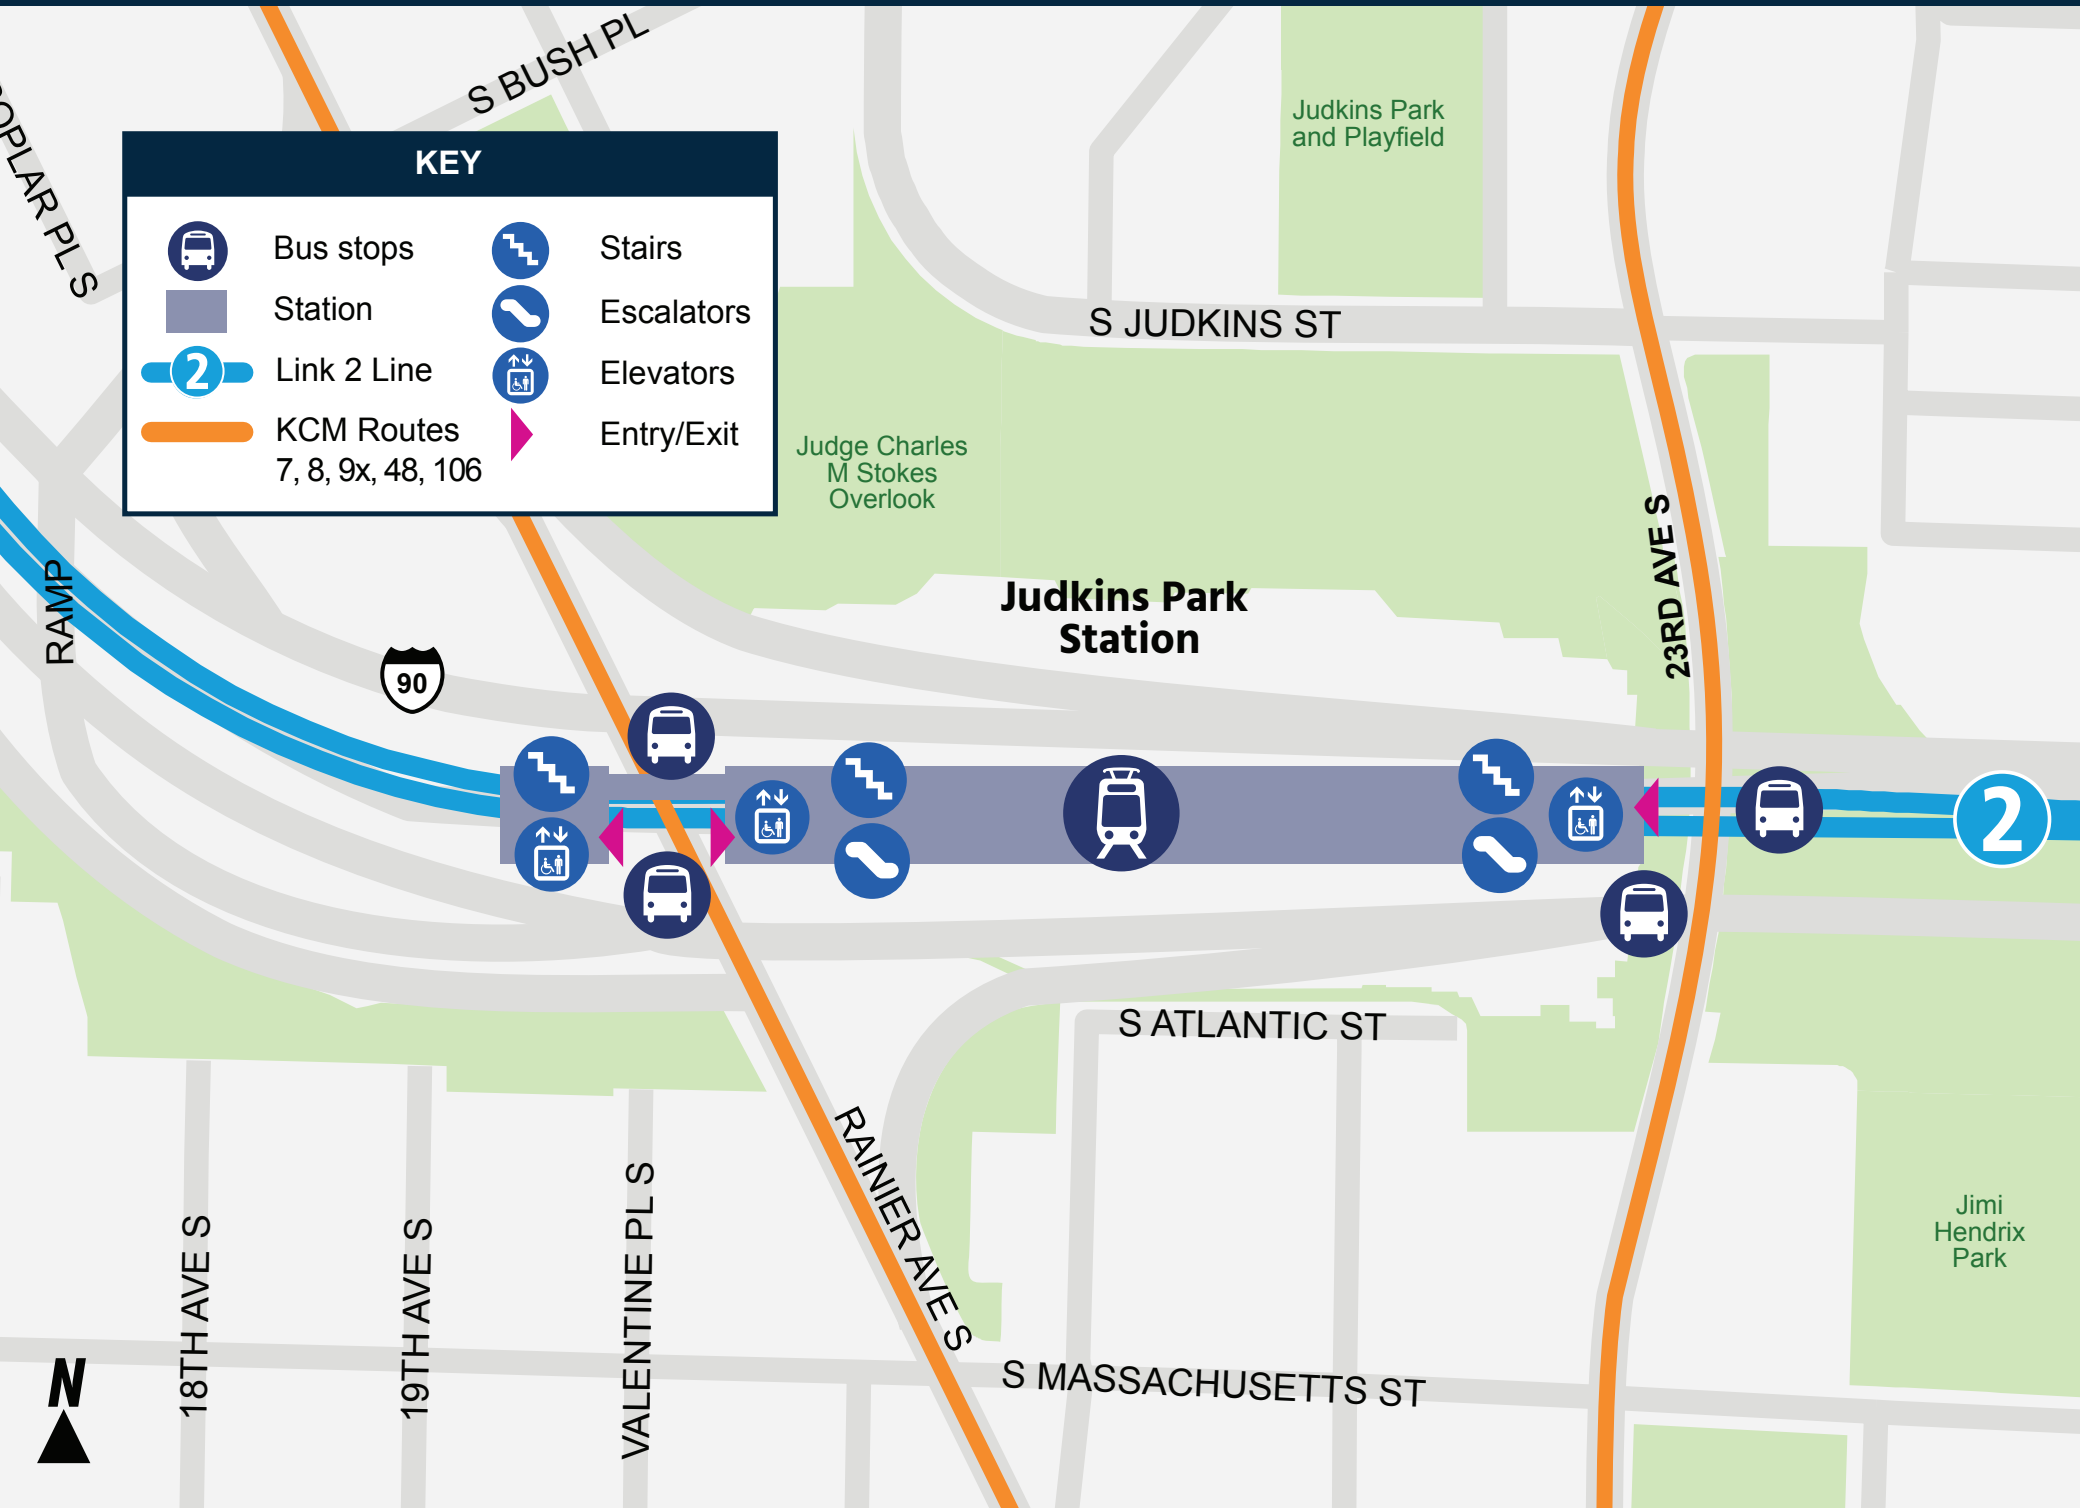 S BUSH PL
POPLAR PL S
KEY
Bus stops
Station
2
Link 2 Line
KCM Routes
7, 8, 9x, 48, 106
Stairs
Escalators
Elevators
Entry/Exit
Judkins Park
and Playfield
S JUDKINS ST
Judge Charles
M Stokes
Overlook
23RD AVE S
Judkins Park
Station
RAMP
90
2
S ATLANTIC ST
RAINIER AVE S
Jimi
Hendrix
Park
18TH AVE S
19TH AVE S
VALENTINE PL S
S MASSACHUSETTS ST
N